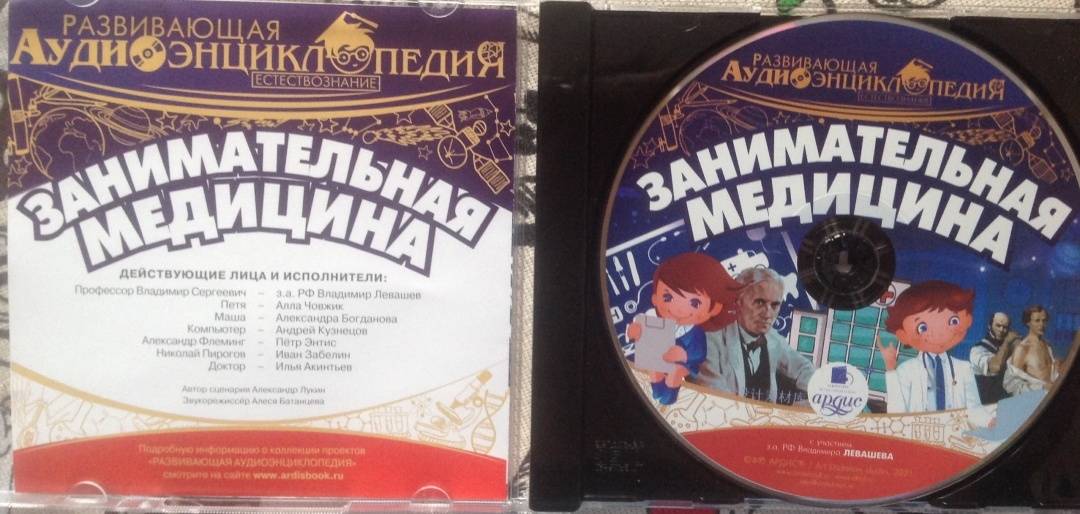 РАЗВИВАЮЩАЯ
АУДИОЭНЦИКЛОПЕДИЯ
ЕСТЕСТВОЗНАНИЕ
ЗАНИМАТЕЛЬНАЯ
МЕДИЦИНА
ДЕЙСТВУЮЩИЕ ЛИЦА И ИСПОЛНИТЕЛИ:
Профессор Владимир Сергеевич – з.а. РФ Владимир Левашев
Петя – Алла Човжик
Маша – Александра Богданова
Компьютер – Андрей Кузнецов
Александр Флеминг – Пётр Энтис
Николай Пирогов – Иван Забелин
Доктор – Илья Акинтьев
Автор сценария Александр Лукин
Звукорежиссёр Алеся Батанцева
Подробную информацию о коллекции проектов
«РАЗВИВАЮЩАЯ АУДИОЭНЦИКЛОПЕДИЯ»
смотрите на сайте www.ardisbook.ru
РАЗВИВАЮЩАЯ
АУДИОЭНЦИКЛОПЕДИЯ
ЕСТЕСТВОЗНАНИЕ
ЗАНИМАТЕЛЬНАЯ
МЕДИЦИНА
ардис
с участием
з.а. РФ Владимира ЛЕВАШЕВА